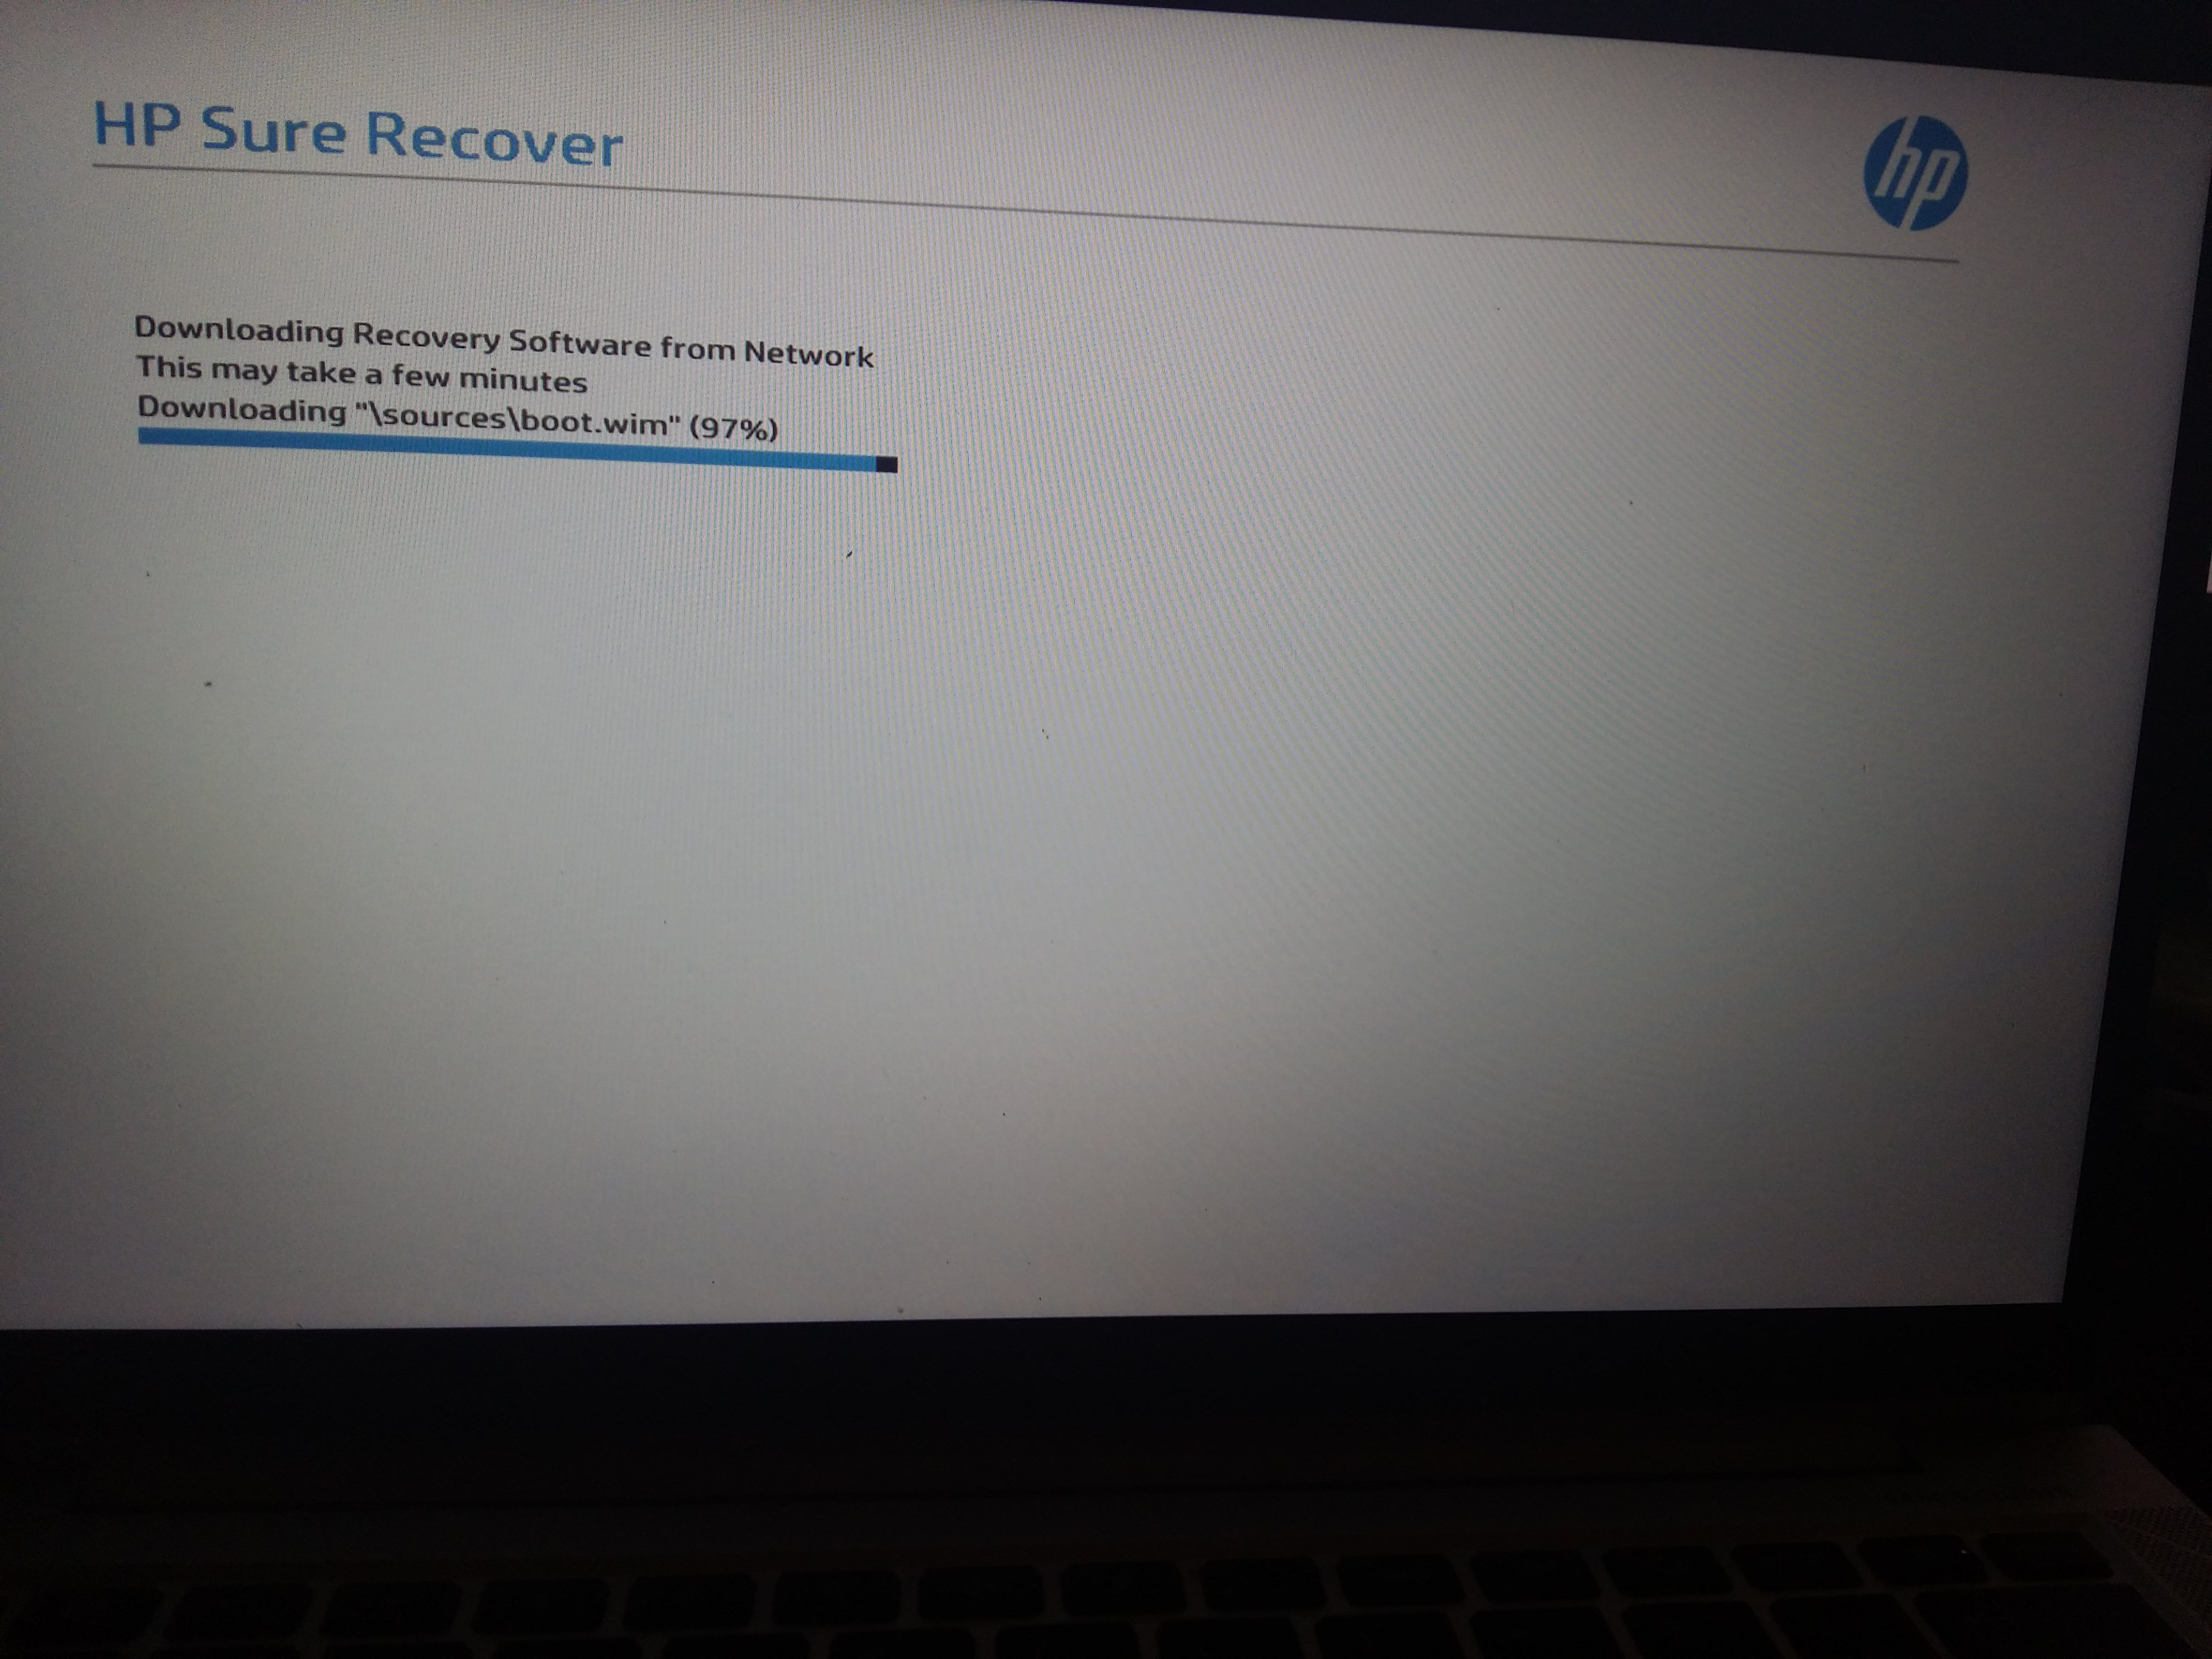 HP Sure Recover
hp
Downloading Recovery Software from Network
This may take a few minutes
Downloading "\sources\boot.wim" (97%)